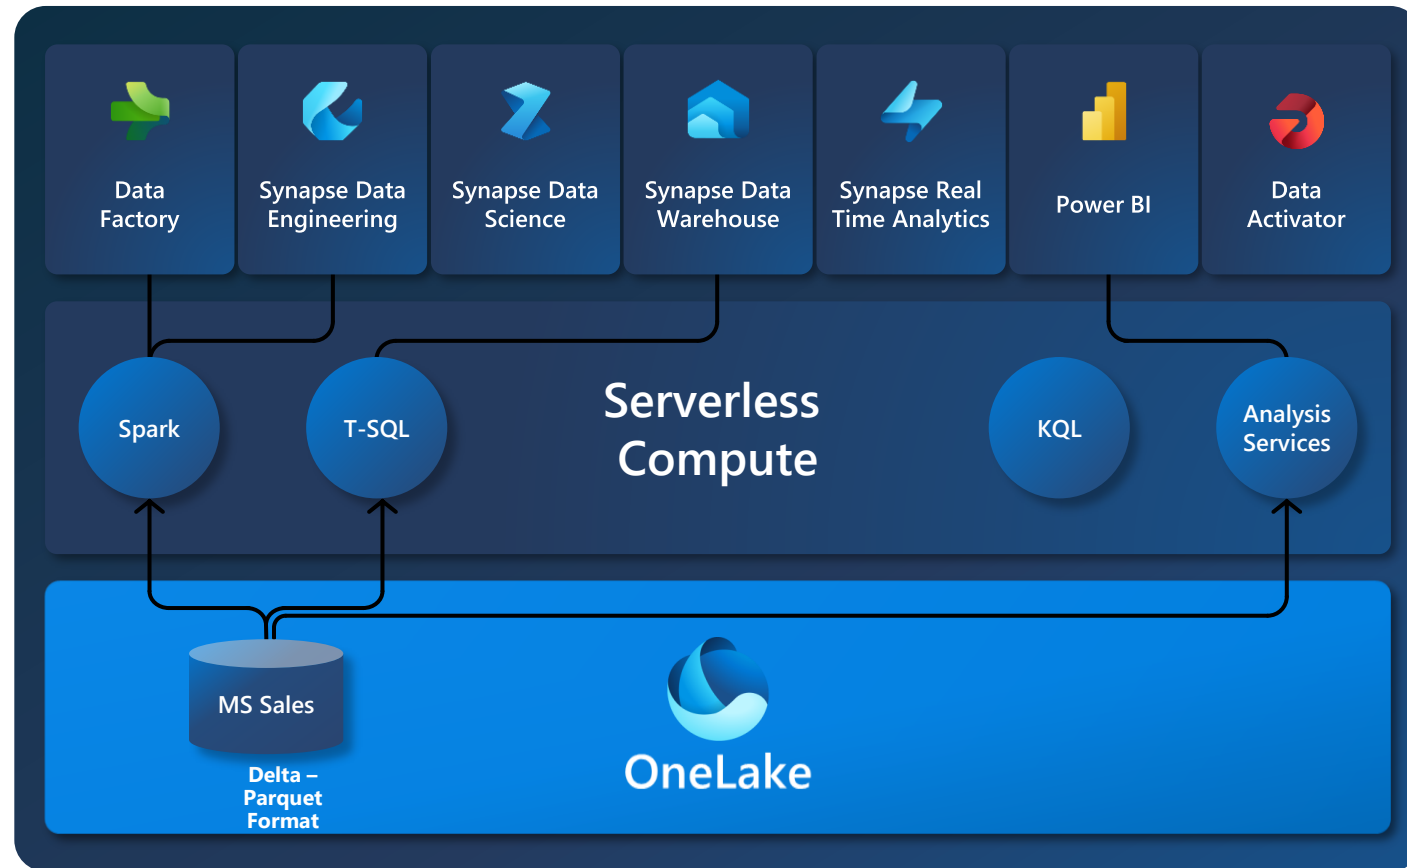 Data
Factory
Synapse Data
Engineering
Synapse Data
Science
Synapse Data
Warehouse
Synapse Real
Time Analytics
Power BI
Data
Activator
Spark
T-SQL
Serverless
Compute
KQL
Analysis
Services
MS Sales
Delta –
Parquet
Format
OneLake